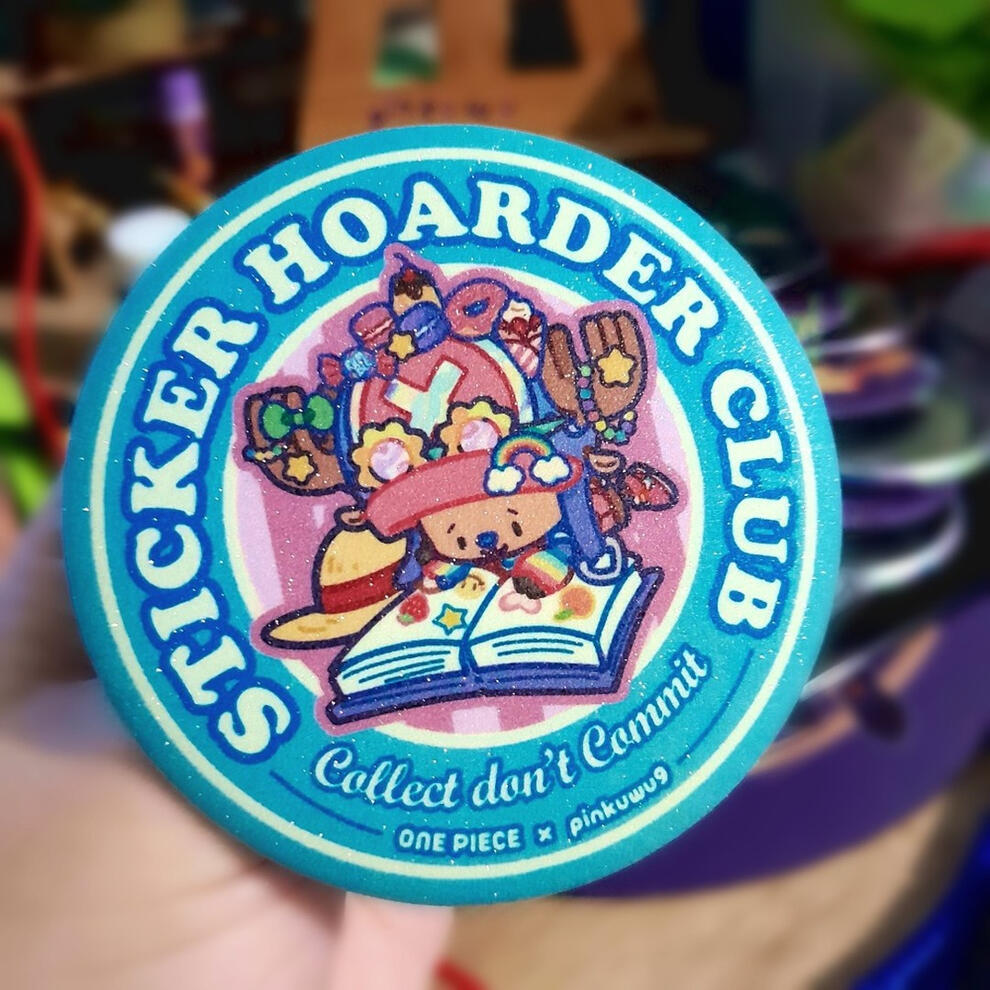 STICKER HOARDER CLUB
Collect don't Commit
ONE PIECE x pinkuwu9